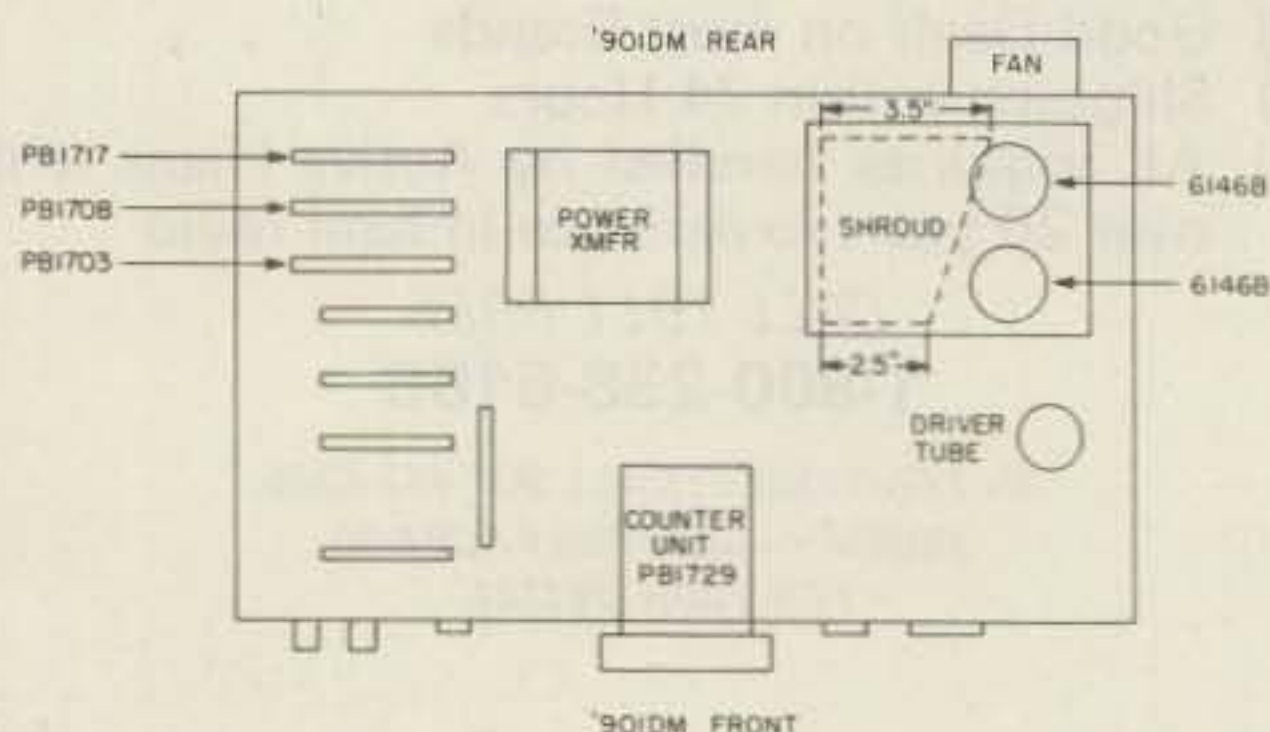 '901DM REAR
FAN
3.5"
PB1717
PB1708
PB1703
POWER
XMFR
SHROUD
6146B
6146B
2.5"
DRIVER
TUBE
COUNTER
UNIT
PB1729
'901DM FRONT